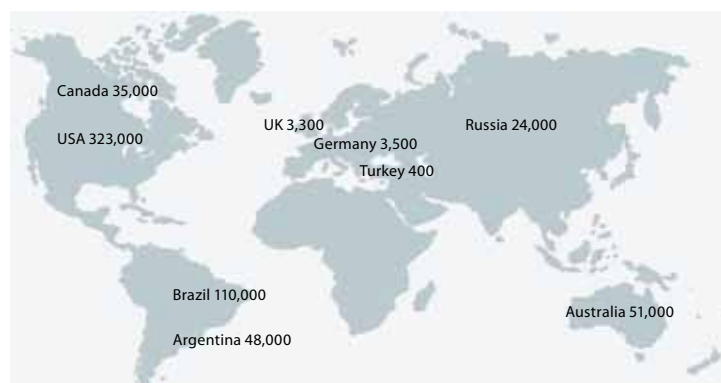 Canada 35,000
USA 323,000
UK 3,300
Russia 24,000
Germany 3,500
Turkey 400
Brazil 110,000
Australia 51,000
Argentina 48,000